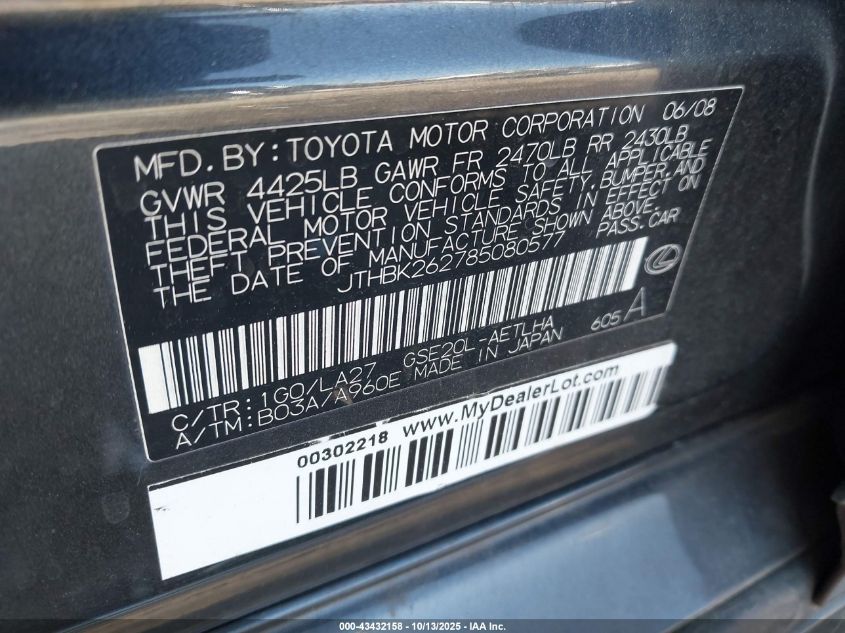 MFD. BY: TOYOTA MOTOR CORPORATION 06/08
GVWR 4425LB GAWR FR 2470LB RR 2430LB
THIS VEHICLE CONFORMS TO ALL APPLICABLE
FEDERAL MOTOR VEHICLE SAFETY, BUMPER, AND
THEFT PREVENTION STANDARDS IN EFFECT ON
THE DATE OF MANUFACTURE SHOWN ABOVE.
JTHBK262785080577 PASS. CAR
605 A
C/TR: 1G0/LA27 GSE20L-AETLHA
A/TM: B03A/A960E MADE IN JAPAN
00302218 www.MyDealerLot.com
000-43432158 - 10/13/2025 - IAA Inc.